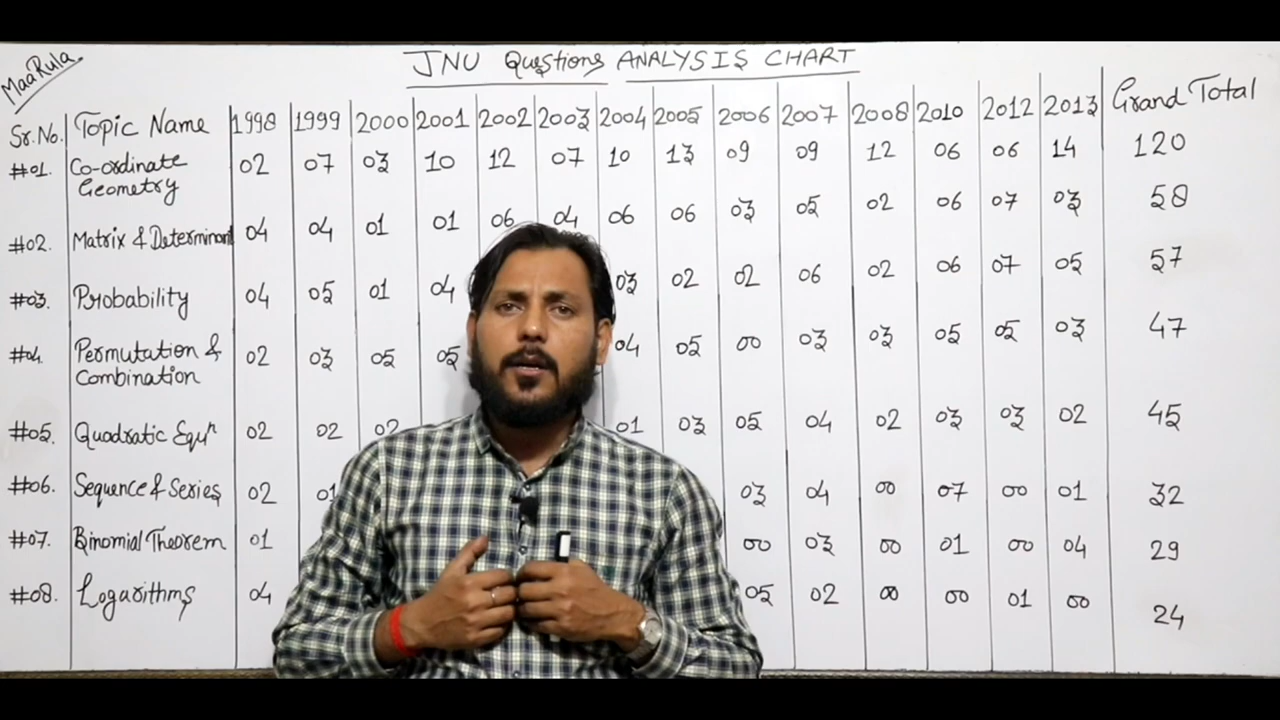 MaaRula
JNU Questions ANALYSIS CHART
Sr.No. Topic Name 1998 1999 2000 2001 2002 2003 2004 2005 2006 2007 2008 2010 2012 2013 Grand Total
#01. Co-ordinate Geometry 02 07 03 10 12 07 10 13 09 09 12 06 06 14 120
#02. Matrix & Determinant 04 04 01 01 06 04 06 06 03 05 02 06 07 03 58
#03. Probability 04 05 01 04 03 02 02 06 02 06 07 05 57
#04. Permutation & Combination 02 03 05 05 04 05 00 03 03 05 05 03 47
#05. Quadratic Equⁿ 02 02 02 01 03 05 04 02 03 03 02 45
#06. Sequence & Series 02 01 03 04 00 07 00 01 32
#07. Binomial Theorem 01 00 03 00 01 00 04 29
#08. Logarithms 04 05 02 00 00 01 00 24